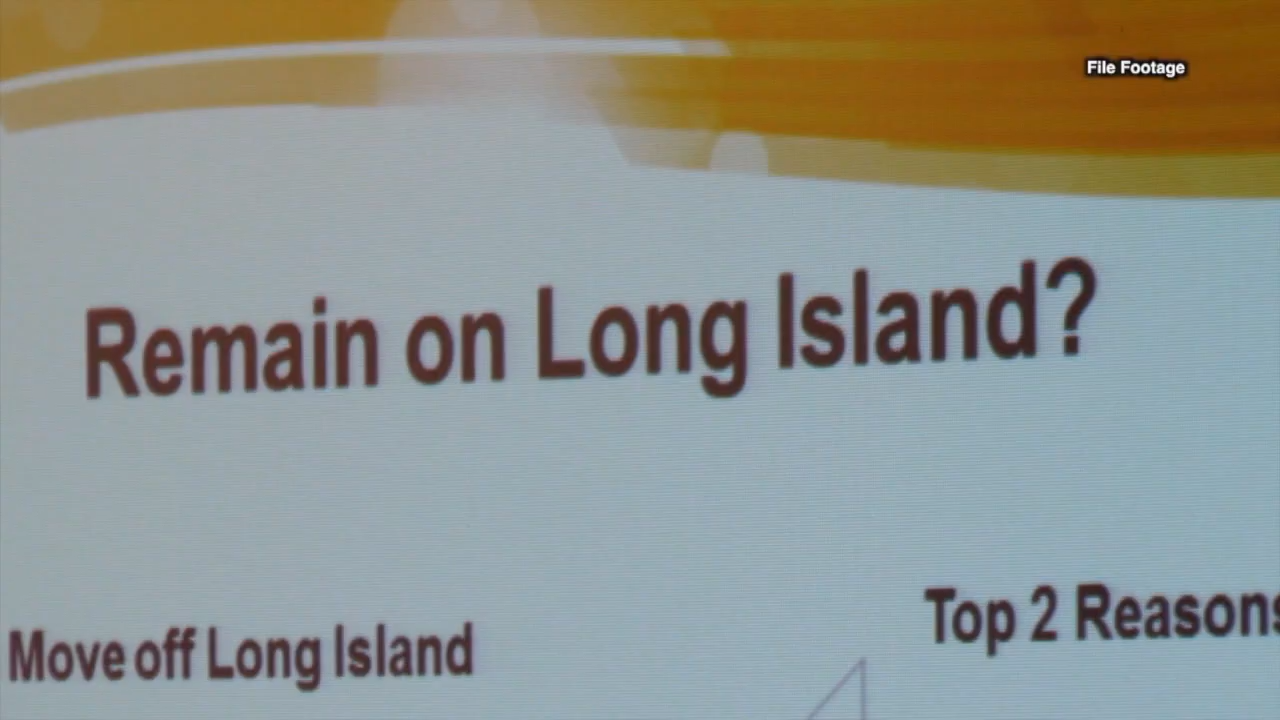 File Footage
Remain on Long Island?
Top 2 Reasons
Move off Long Island